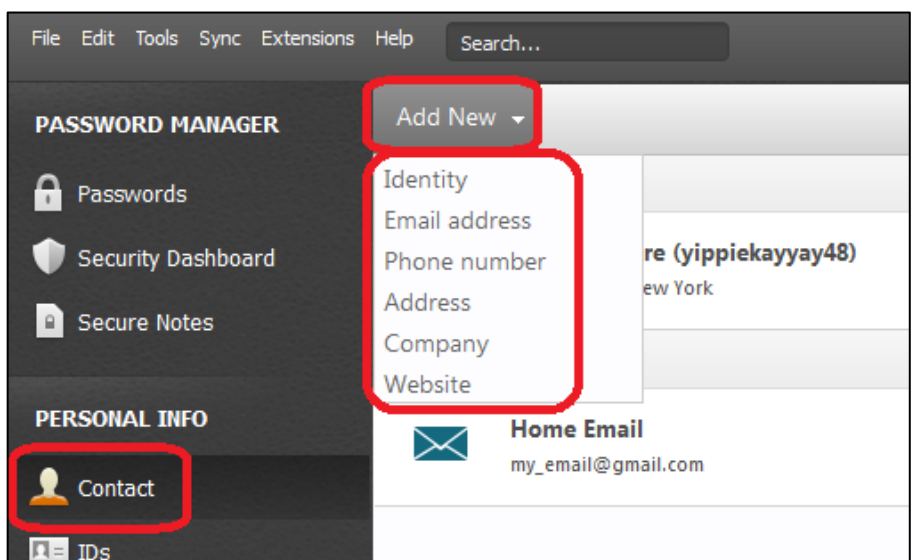 File Edit Tools Sync Extensions Help Search...
PASSWORD MANAGER
Passwords
Security Dashboard
Secure Notes
PERSONAL INFO
Contact
IDs
Add New
Identity
Email address
Phone number
Address
Company
Website
re (yippiekayyay48)
ew York
Home Email
my_email@gmail.com